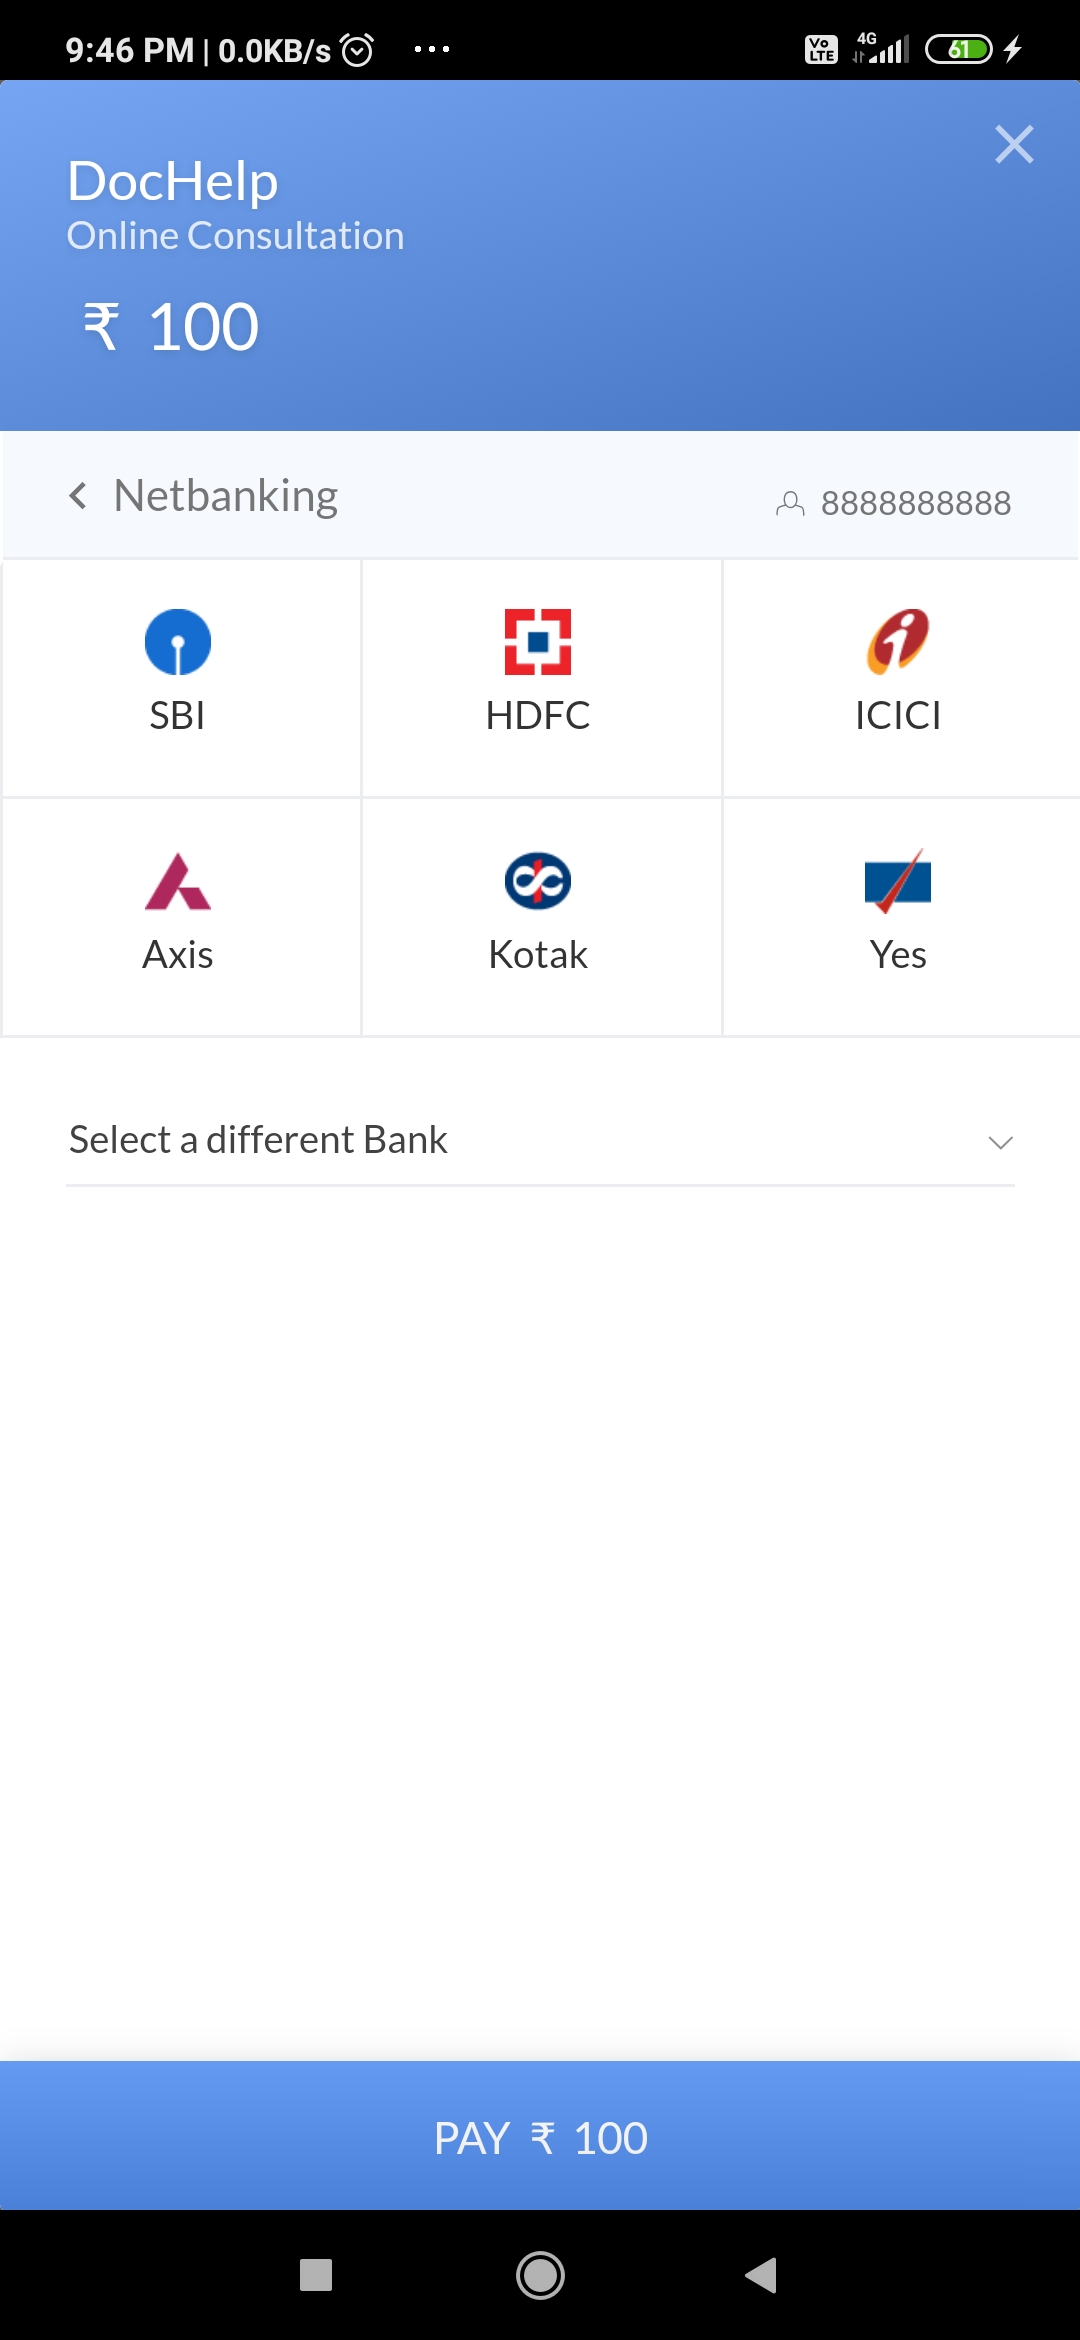 9:46 PM | 0.0KB/s ... Vo LTE 4G 61
DocHelp
Online Consultation
₹ 100
Netbanking 8888888888
SBI HDFC ICICI
Axis Kotak Yes
Select a different Bank
PAY ₹ 100